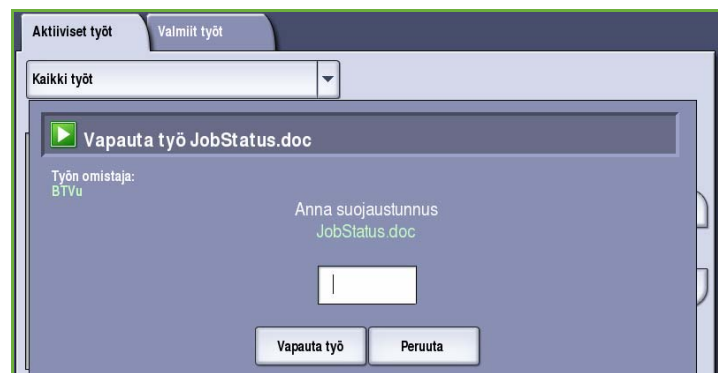 Aktiiviset työt
Valmiit työt
Kaikki työt
Vapauta työ JobStatus.doc
Työn omistaja:
BTVu
Anna suojaustunnus
JobStatus.doc
Vapauta työ
Peruuta